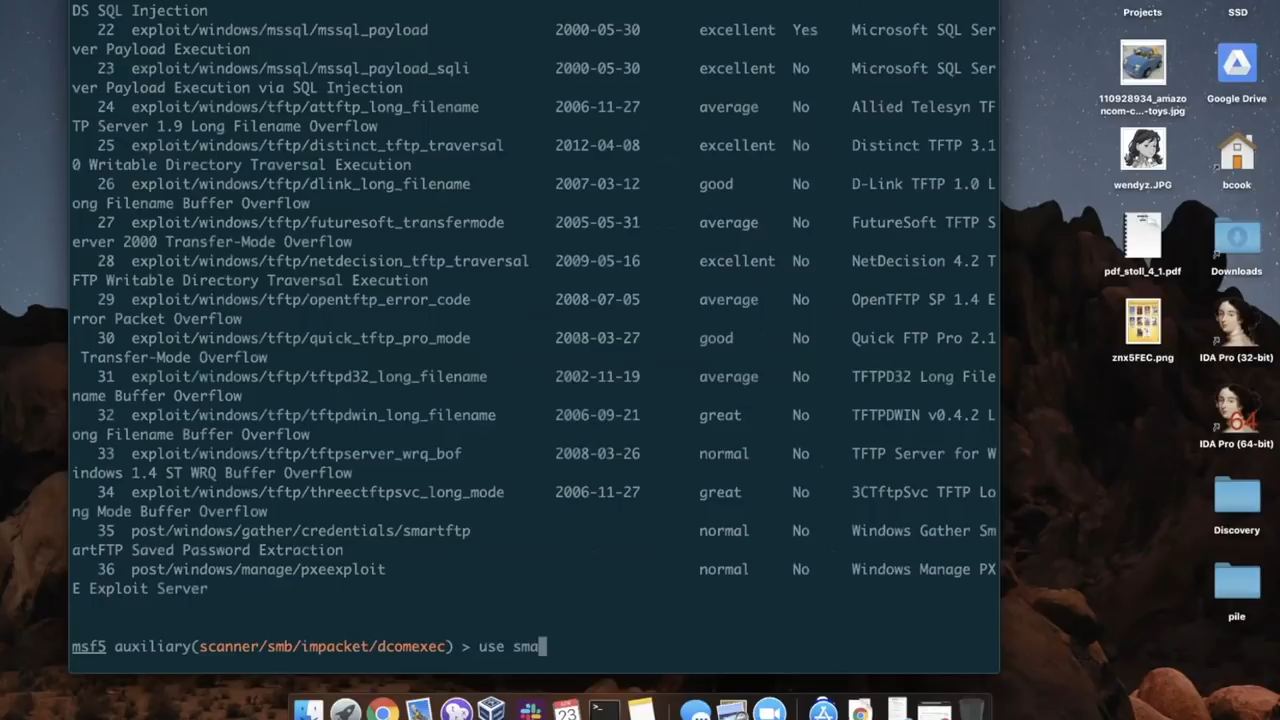 DS SQL Injection
22 exploit/windows/mssql/mssql_payload 2000-05-30 excellent Yes Microsoft SQL Ser
ver Payload Execution
23 exploit/windows/mssql/mssql_payload_sqli 2000-05-30 excellent No Microsoft SQL Ser
ver Payload Execution via SQL Injection
24 exploit/windows/tftp/attftp_long_filename 2006-11-27 average No Allied Telesyn TF
TP Server 1.9 Long Filename Overflow
25 exploit/windows/tftp/distinct_tftp_traversal 2012-04-08 excellent No Distinct TFTP 3.1
0 Writable Directory Traversal Execution
26 exploit/windows/tftp/dlink_long_filename 2007-03-12 good No D-Link TFTP 1.0 L
ong Filename Buffer Overflow
27 exploit/windows/tftp/futuresoft_transfermode 2005-05-31 average No FutureSoft TFTP S
erver 2000 Transfer-Mode Overflow
28 exploit/windows/tftp/netdecision_tftp_traversal 2009-05-16 excellent No NetDecision 4.2 T
FTP Writable Directory Traversal Execution
29 exploit/windows/tftp/opentftp_error_code 2008-07-05 average No OpenTFTP SP 1.4 E
rror Packet Overflow
30 exploit/windows/tftp/quick_tftp_pro_mode 2008-03-27 good No Quick FTP Pro 2.1
Transfer-Mode Overflow
31 exploit/windows/tftp/tftpd32_long_filename 2002-11-19 average No TFTPD32 Long File
name Buffer Overflow
32 exploit/windows/tftp/tftpdwin_long_filename 2006-09-21 great No TFTPDWIN v0.4.2 L
ong Filename Buffer Overflow
33 exploit/windows/tftp/tftpserver_wrq_bof 2008-03-26 normal No TFTP Server for W
indows 1.4 ST WRQ Buffer Overflow
34 exploit/windows/tftp/threectftpsvc_long_mode 2006-11-27 great No 3CTftpSvc TFTP Lo
ng Mode Buffer Overflow
35 post/windows/gather/credentials/smartftp normal No Windows Gather Sm
artFTP Saved Password Extraction
36 post/windows/manage/pxeexploit normal No Windows Manage PX
E Exploit Server
msf5 auxiliary(scanner/smb/impacket/dcomexec) > use sma
Projects
SSD
110928934_amazo
ncom-c...-toys.jpg
Google Drive
wendyz.JPG
bcook
pdf_stoll_4_1.pdf
Downloads
znx5FEC.png
IDA Pro (32-bit)
64
IDA Pro (64-bit)
Discovery
pile
23